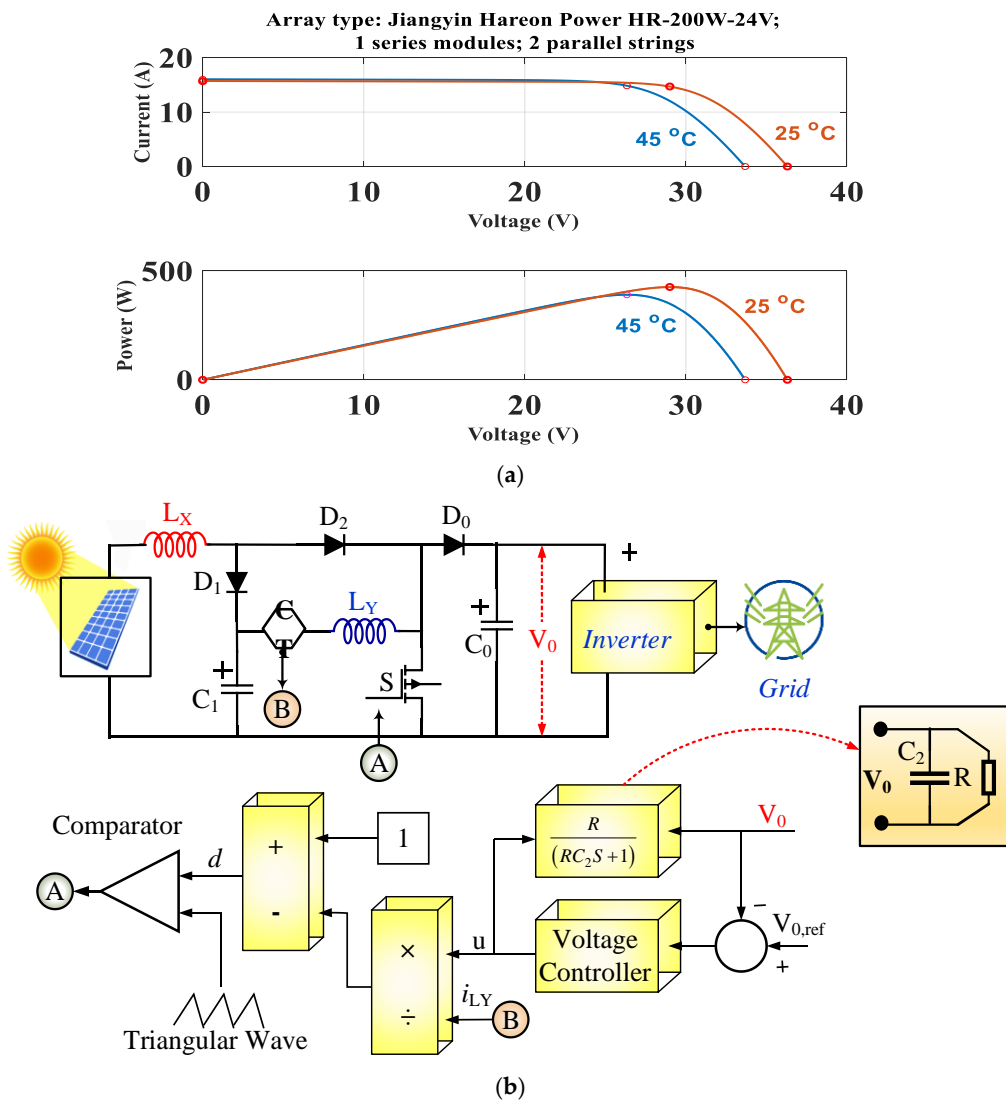 Array type: Jiangyin Hareon Power HR-200W-24V;
1 series modules; 2 parallel strings
Current (A)
20
10
0
45 °C
25 °C
0 10 20 30 40
Voltage (V)
Power (W)
500
0
45 °C
25 °C
0 10 20 30 40
Voltage (V)
(a)
LX
D2
D0
D1
C
T
LY
+
C1
B
S
A
+
C0
V0
+
Inverter
Grid
C2
V0
R
Comparator
A
d
+
-
1
R
(RC2S+1)
V0
−
V0,ref
+
Voltage
Controller
u
×
÷
iLY
B
Triangular Wave
(b)